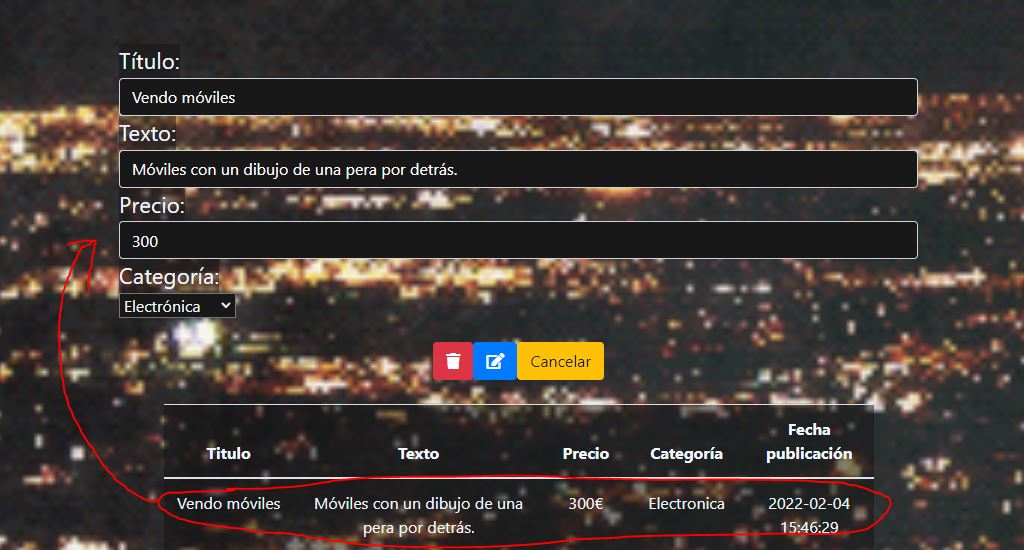 Título:
Vendo móviles
Texto:
Móviles con un dibujo de una pera por detrás.
Precio:
300
Categoría:
Electrónica
Cancelar
Titulo Texto Precio Categoría Fecha publicación
Vendo móviles Móviles con un dibujo de una pera por detrás. 300€ Electronica 2022-02-04 15:46:29